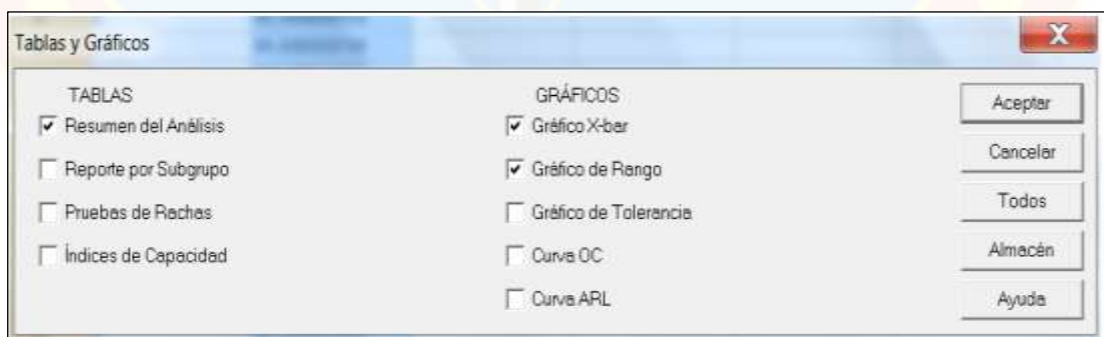 Tablas y Gráficos
TABLAS
Resumen del Análisis
Reporte por Subgrupo
Pruebas de Rachas
Índices de Capacidad
GRÁFICOS
Gráfico X-bar
Gráfico de Rango
Gráfico de Tolerancia
Curva OC
Curva ARL
Aceptar
Cancelar
Todos
Almacén
Ayuda